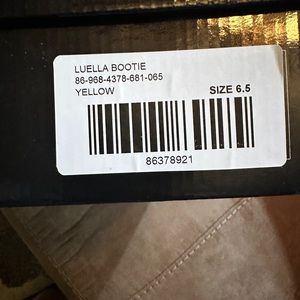 LUELLA BOOTIE
86-968-4378-681-065
YELLOW SIZE 6.5
86378921